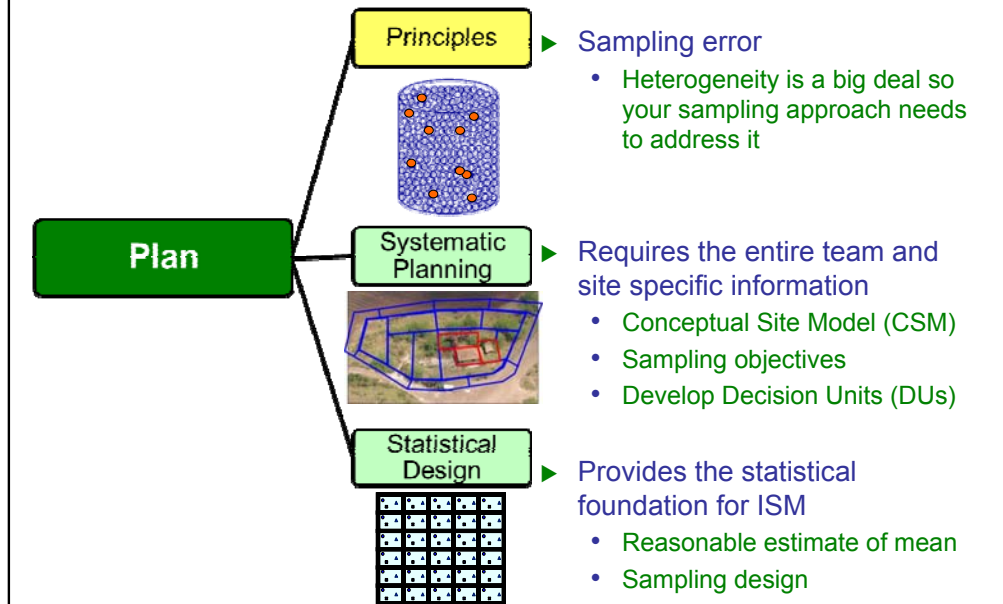 Plan
Principles
▶ Sampling error
• Heterogeneity is a big deal so
your sampling approach needs
to address it
Systematic
Planning
▶ Requires the entire team and
site specific information
• Conceptual Site Model (CSM)
• Sampling objectives
• Develop Decision Units (DUs)
Statistical
Design
▶ Provides the statistical
foundation for ISM
• Reasonable estimate of mean
• Sampling design